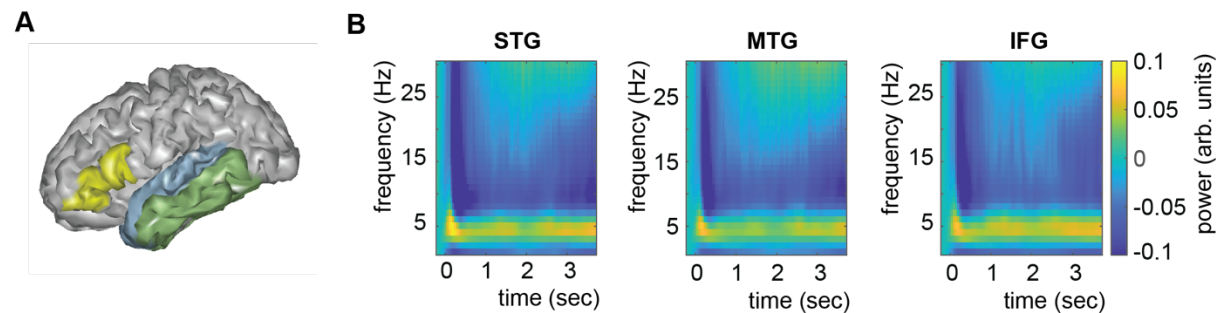 A
B
STG
MTG
IFG
frequency (Hz)
25
15
5
0 1 2 3
time (sec)
frequency (Hz)
25
15
5
0 1 2 3
time (sec)
frequency (Hz)
25
15
5
0 1 2 3
time (sec)
0.1
0.05
0
-0.05
-0.1
power (arb. units)